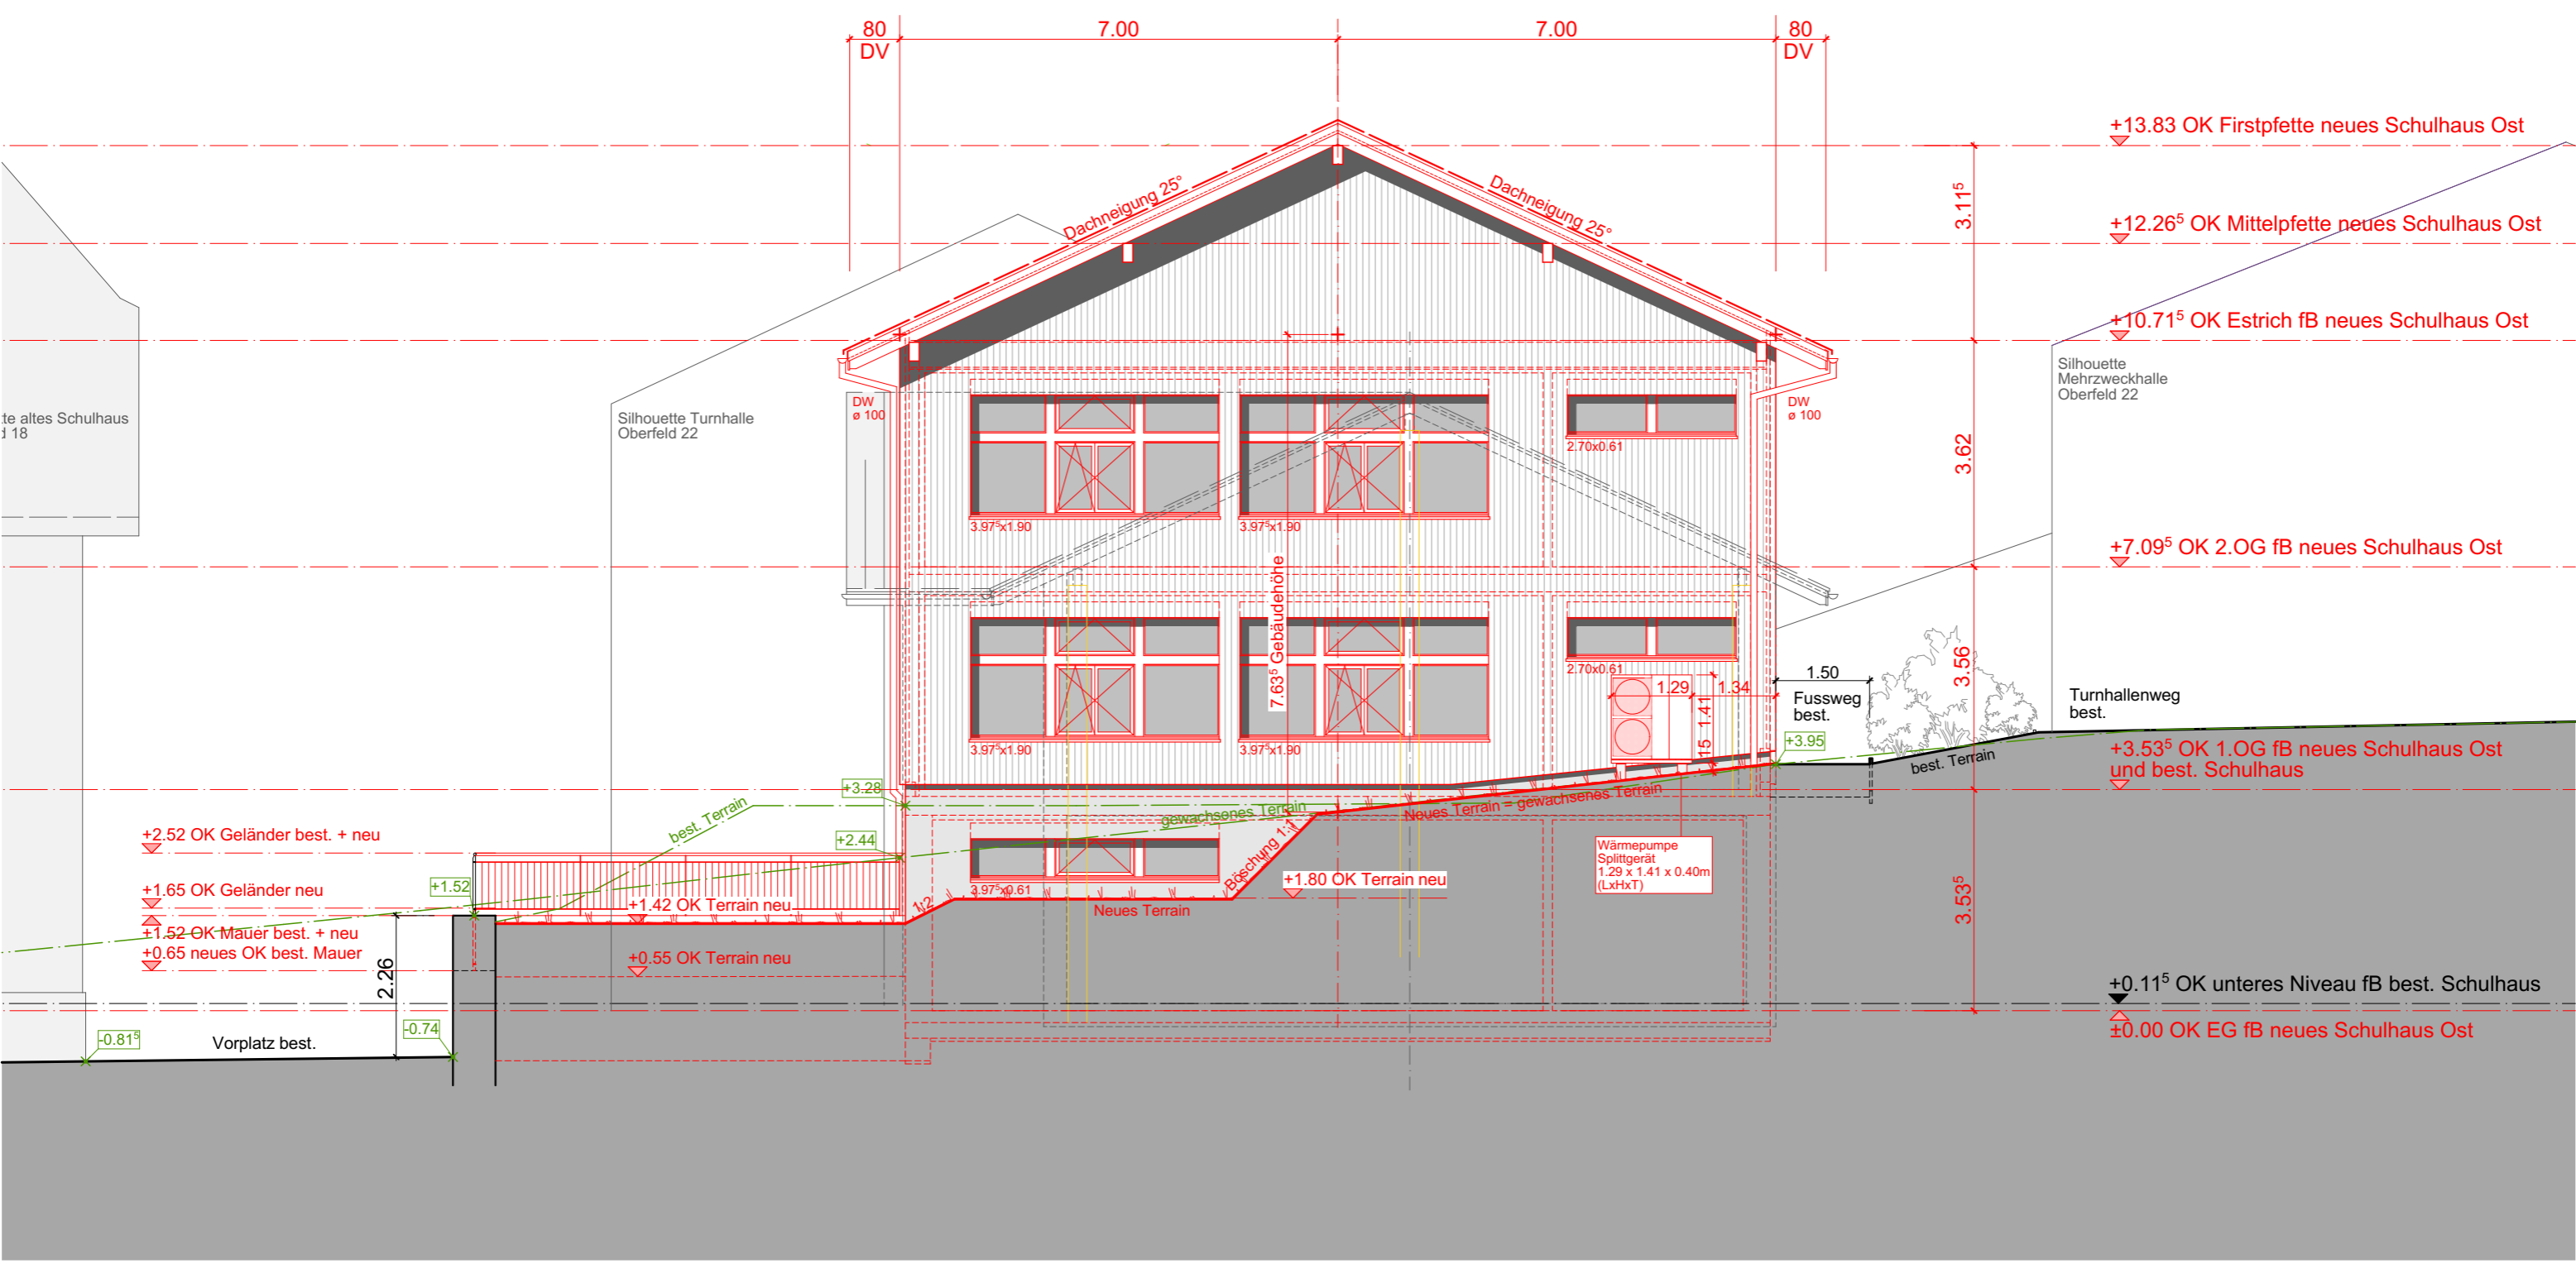 80
DV
7.00
7.00
80
DV
+13.83 OK Firstpfette neues Schulhaus Ost
Dachneigung 25°
Dachneigung 25°
3.11⁵
+12.26⁵ OK Mittelpfette neues Schulhaus Ost
+10.71⁵ OK Estrich fB neues Schulhaus Ost
Silhouette
Mehrzweckhalle
Oberfeld 22
te altes Schulhaus
d 18
Silhouette Turnhalle
Oberfeld 22
DW
ø 100
DW
ø 100
2.70x0.61
3.62
3.97⁵x1.90
3.97⁵x1.90
+7.09⁵ OK 2.OG fB neues Schulhaus Ost
7.63⁵ Gebäudehöhe
2.70x0.61
3.56
1.50
Fussweg
best.
1.29
1.34
1.41
15
Turnhallenweg
best.
3.97⁵x1.90
3.97⁵x1.90
+3.95
best. Terrain
+3.53⁵ OK 1.OG fB neues Schulhaus Ost
und best. Schulhaus
+3.28
best. Terrain
gewachsenes Terrain
Neues Terrain = gewachsenes Terrain
+2.52 OK Geländer best. + neu
+2.44
Böschung 1:1
Wärmepumpe
Splittgerät
1.29 x 1.41 x 0.40m
(LxHxT)
+1.65 OK Geländer neu
+1.52
3.97⁵x0.61
+1.80 OK Terrain neu
+1.42 OK Terrain neu
1:2
Neues Terrain
3.53⁵
+1.52 OK Mauer best. + neu
+0.65 neues OK best. Mauer
2.26
+0.55 OK Terrain neu
+0.11⁵ OK unteres Niveau fB best. Schulhaus
-0.81⁵
Vorplatz best.
-0.74
±0.00 OK EG fB neues Schulhaus Ost